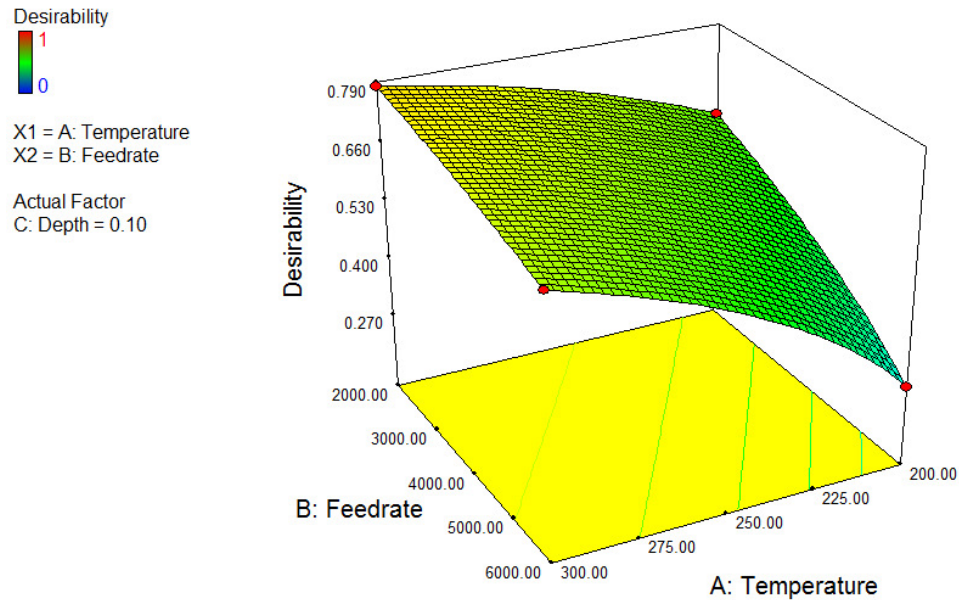 Desirability
1
0
X1 = A: Temperature
X2 = B: Feedrate
Actual Factor
C: Depth = 0.10
Desirability
0.790
0.660
0.530
0.400
0.270
2000.00
3000.00
4000.00
5000.00
6000.00
B: Feedrate
300.00
275.00
250.00
225.00
200.00
A: Temperature